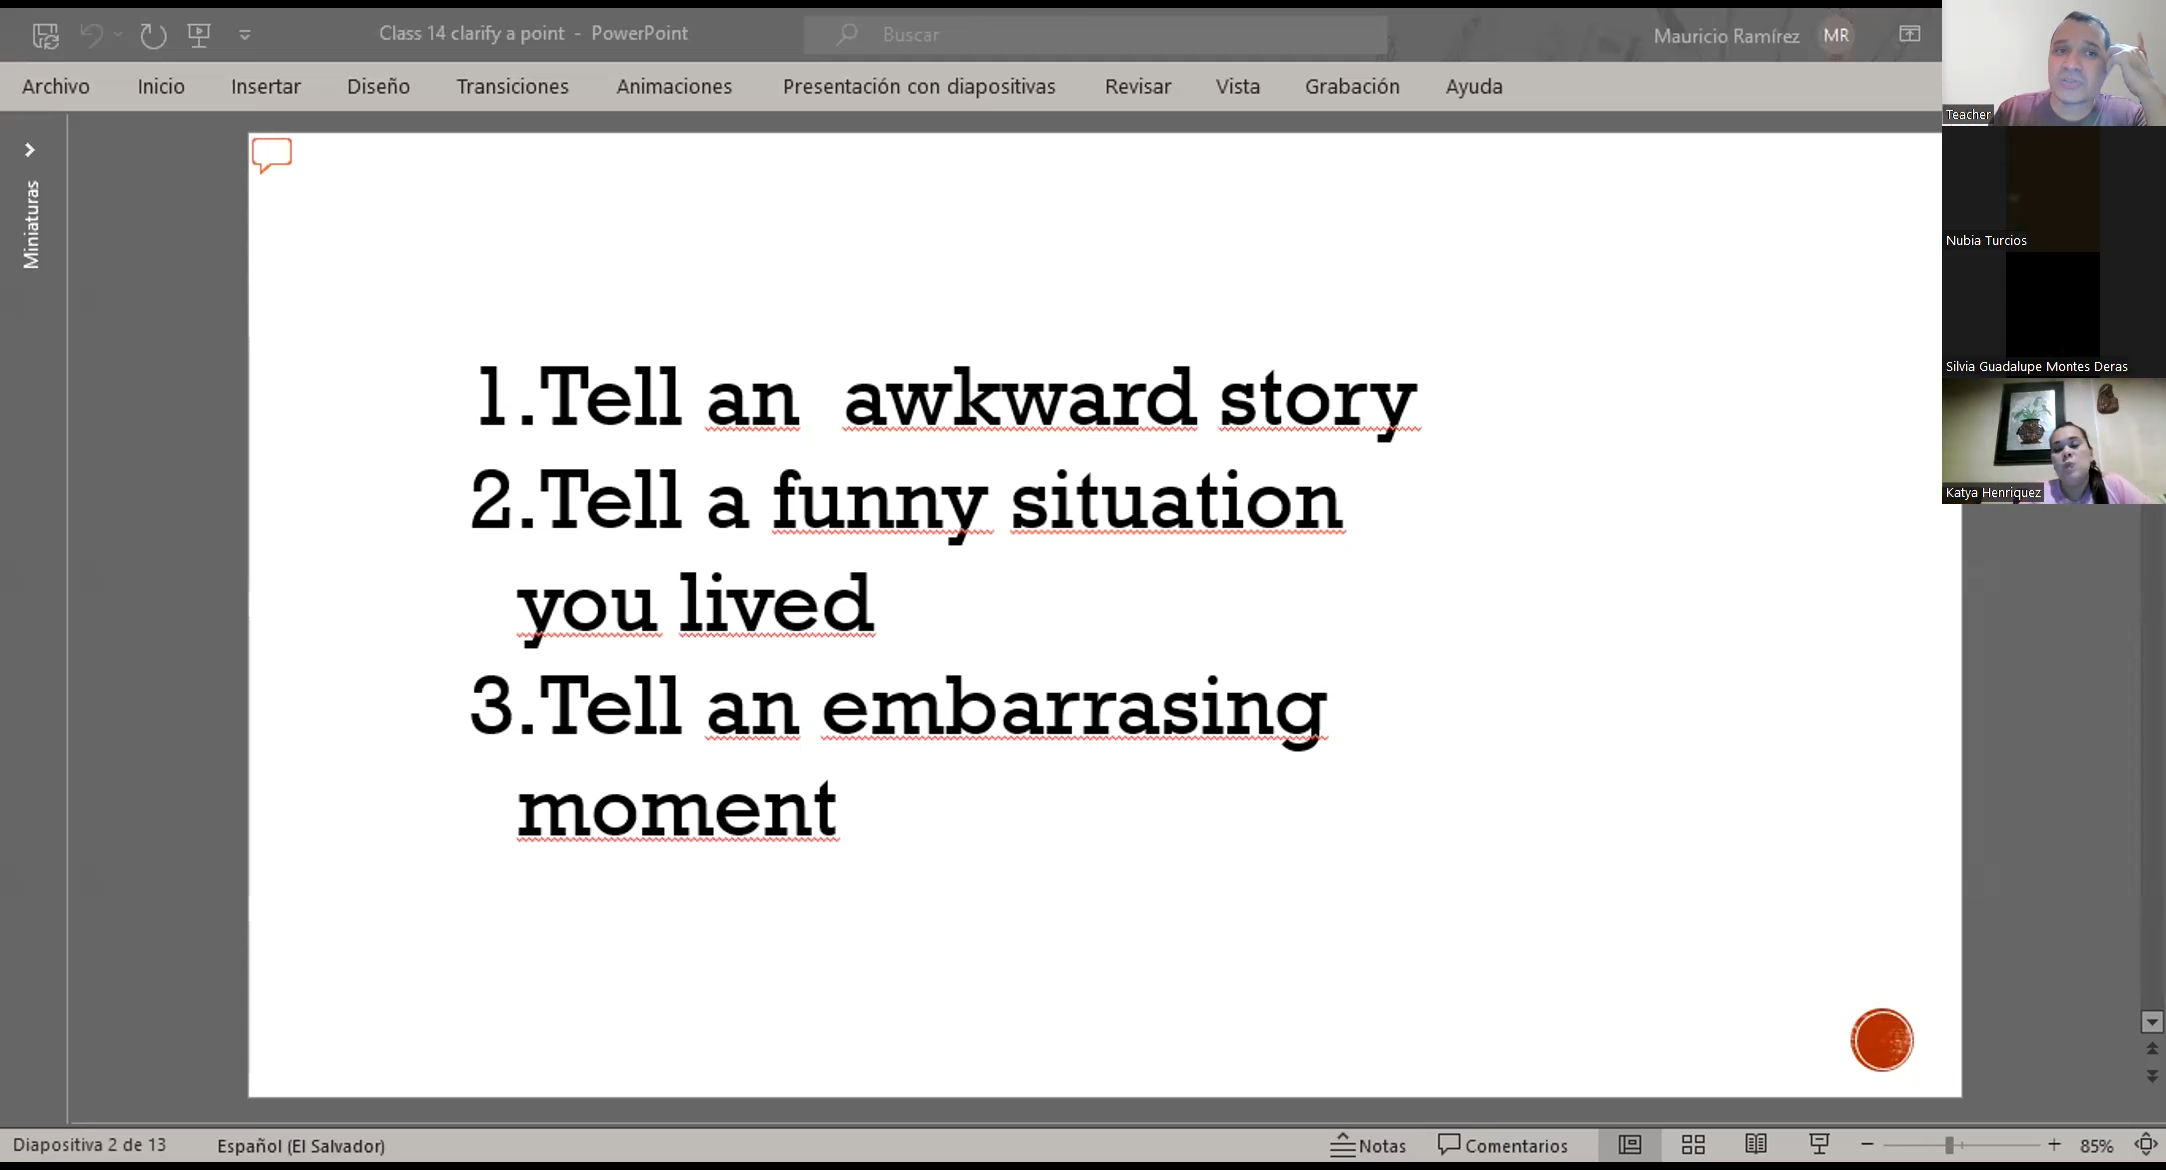 Class 14 clarify a point - PowerPoint
Buscar
Mauricio Ramírez
MR
Archivo
Inicio
Insertar
Diseño
Transiciones
Animaciones
Presentación con diapositivas
Revisar
Vista
Grabación
Ayuda
Miniaturas
1.Tell an awkward story
2.Tell a funny situation
you lived
3.Tell an embarrasing
moment
Teacher
Nubia Turcios
Silvia Guadalupe Montes Deras
Katya Henriquez
Diapositiva 2 de 13
Español (El Salvador)
Notas
Comentarios
85%